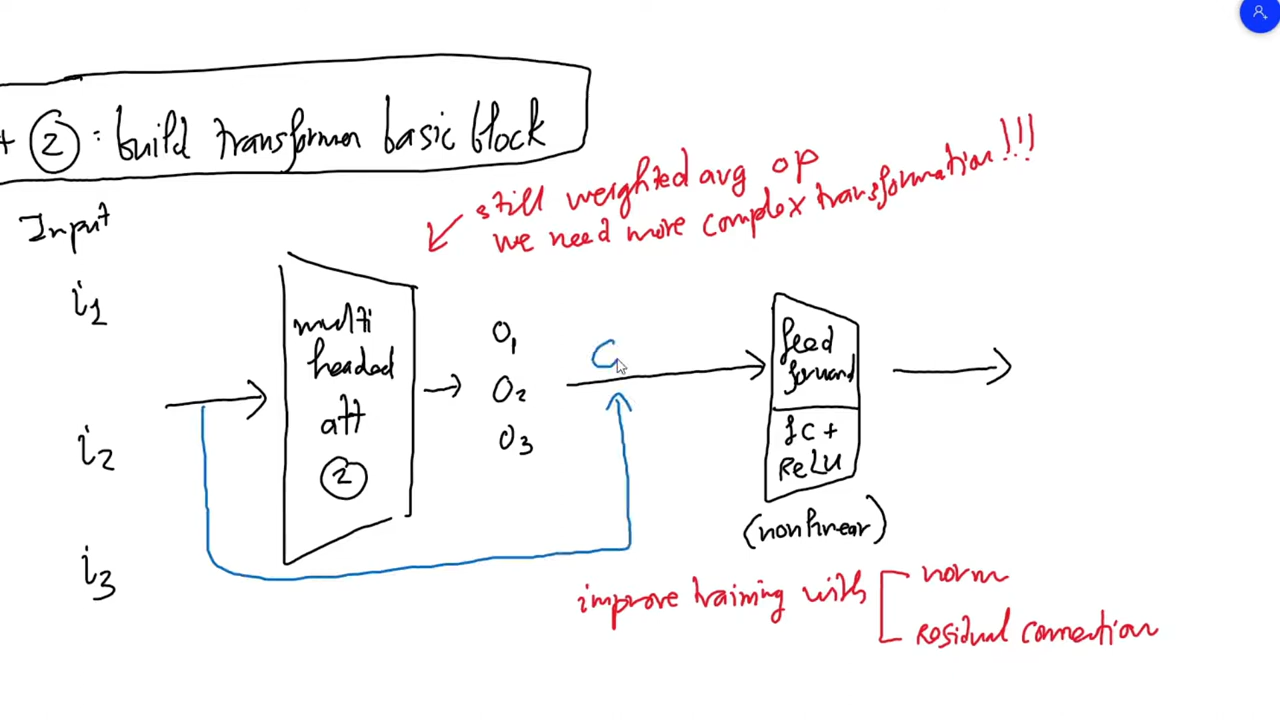 + ② : build transformer basic block
still weighted avg op
we need more complex transformation!!!
Input
i1
i2
i3
multi
headed
att
②
O1
O2
O3
feed
forward
fC +
ReLU
(nonlinear)
improve training with
norm
residual connection